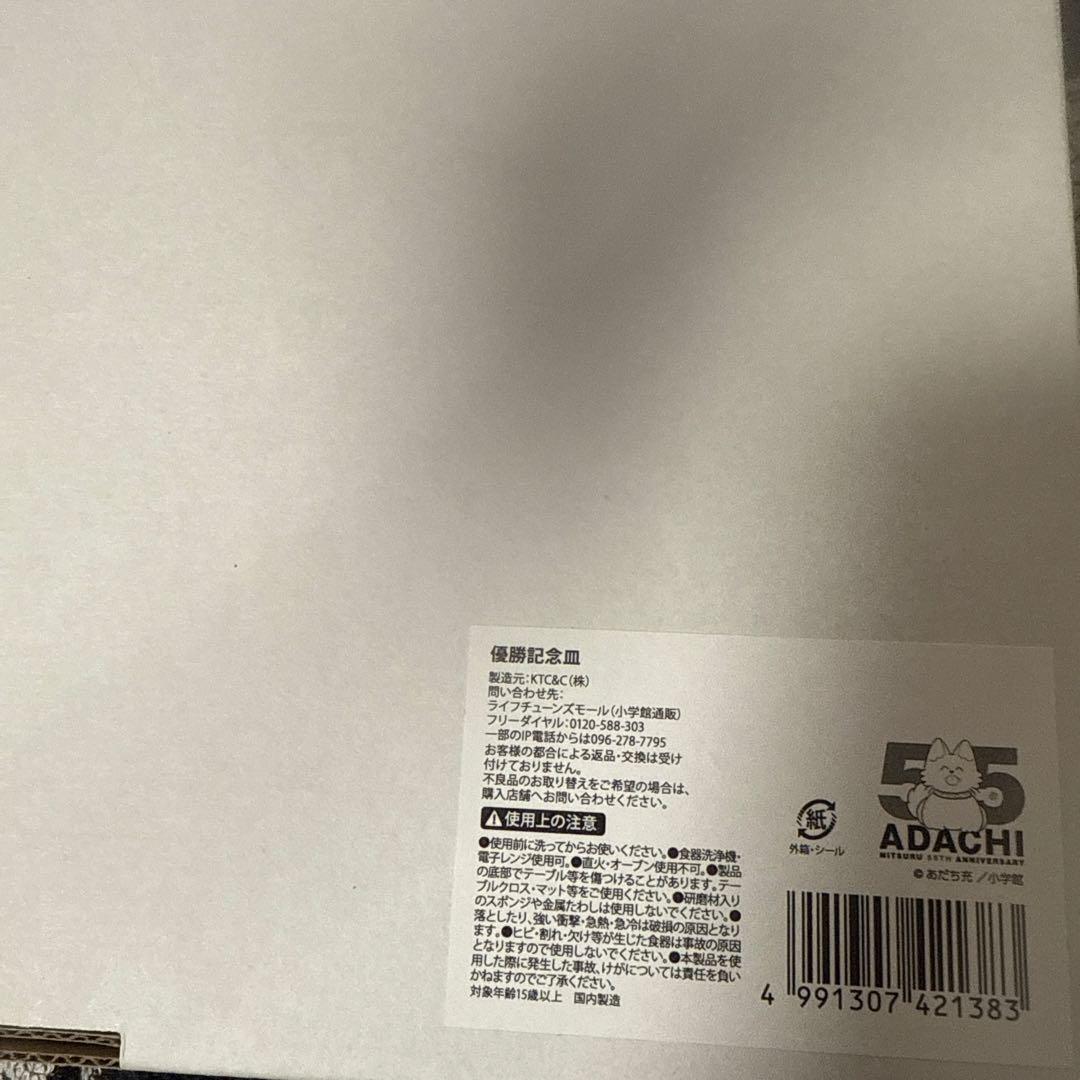 優勝記念皿
製造元:KTC&C(株)
問い合わせ先:
ライフチューンズモール(小学館通販)
フリーダイヤル:0120-588-303
一部のIP電話からは096-278-7795
お客様の都合による返品・交換は受け
付けておりません。
不良品のお取り替えをご希望の場合は、
購入店舗へお問い合わせください。
使用上の注意
●使用前に洗ってからお使いください。●食器洗浄機・
電子レンジ使用可。●直火・オーブン使用不可。●製品
の底部でテーブル等を傷つけることがあります。テー
ブルクロス・マット等をご使用ください。●研磨材入り
のスポンジや金属たわしは使用しないでください。●
落としたり、強い衝撃・急熱・急冷は破損の原因となり
ます。●ヒビ・割れ・欠け等が生じた食器は事故の原因
となりますので使用しないでください。●本製品を使
用した際に発生した事故、けがについては責任を負い
かねますのでご了承ください。
対象年齢15歳以上 国内製造
紙
外箱・シール
55
ADACHI
MITSURU 55TH ANNIVERSARY
©あだち充/小学館
4 991307 421383